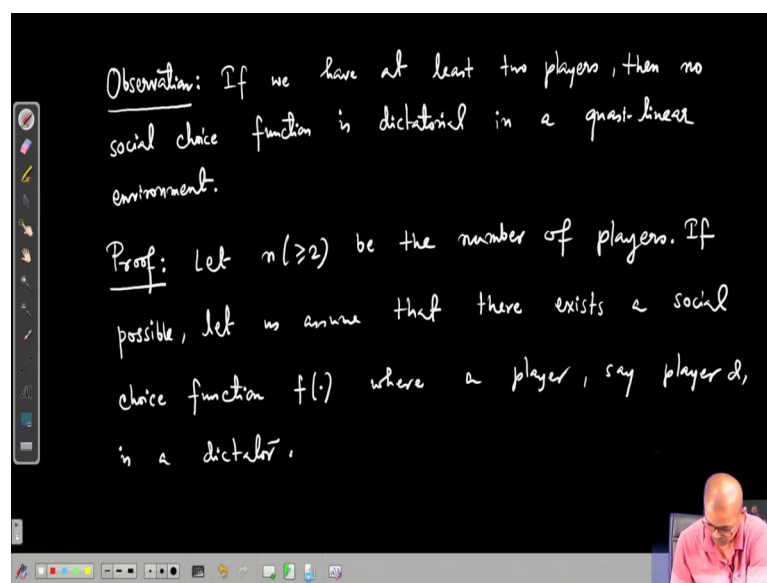 Observation: If we have at least two players, then no
social choice function is dictatorial in a quasi-linear
environment.
Proof: Let n(≥2) be the number of players. If
possible, let us assume that there exists a social
choice function f(·) where a player, say player d,
is a dictator.